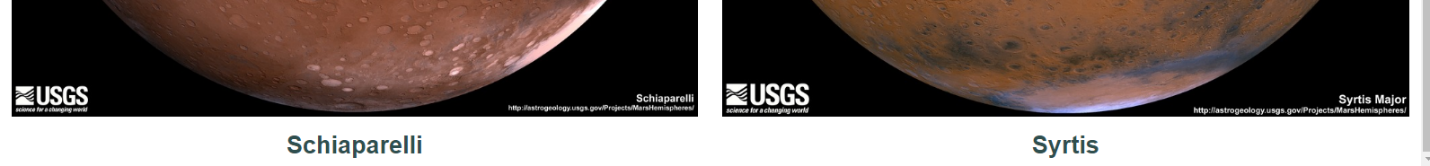 USGS
science for a changing world
Schiaparelli
http://astrogeology.usgs.gov/Projects/MarsHemispheres/
Schiaparelli
USGS
science for a changing world
Syrtis Major
http://astrogeology.usgs.gov/Projects/MarsHemispheres/
Syrtis